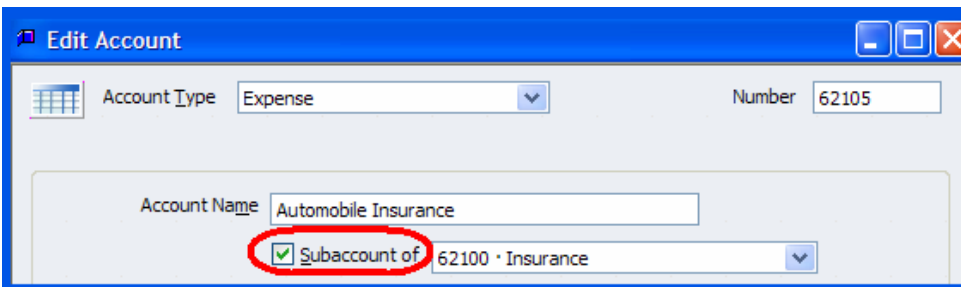 Edit Account
Account Type Expense Number 62105
Account Name Automobile Insurance
Subaccount of 62100 · Insurance